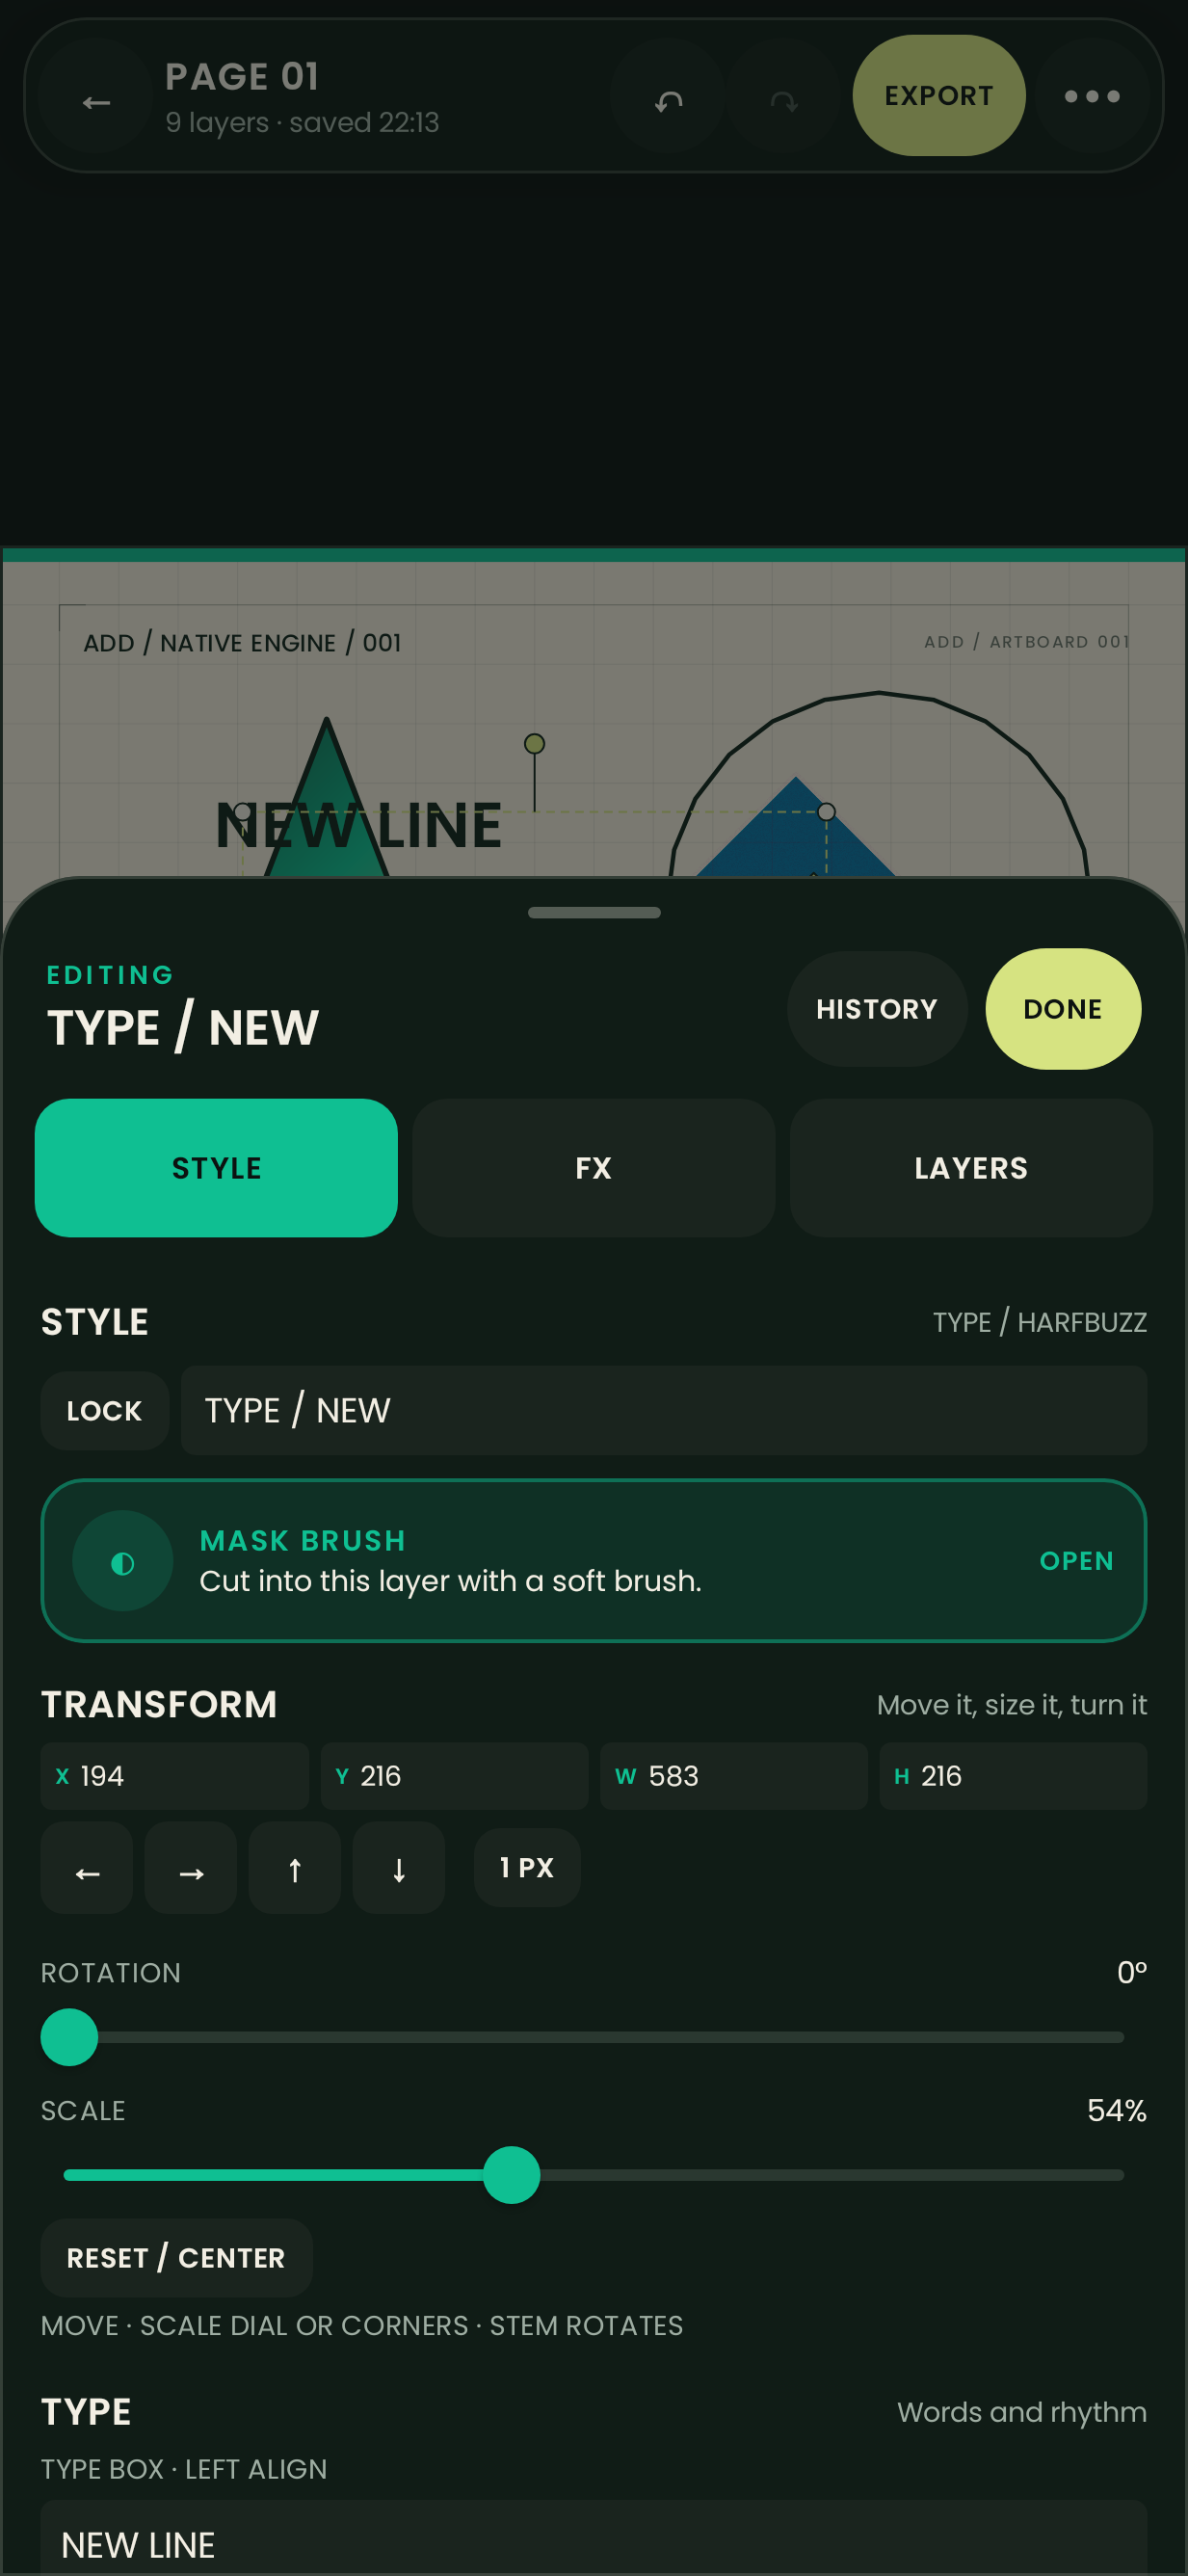 PAGE 01
9 layers · saved 22:13
EXPORT
ADD / NATIVE ENGINE / 001
ADD / ARTBOARD 001
NEW LINE
EDITING
TYPE / NEW
HISTORY
DONE
STYLE
FX
LAYERS
STYLE
TYPE / HARFBUZZ
LOCK
TYPE / NEW
MASK BRUSH
Cut into this layer with a soft brush.
OPEN
TRANSFORM
Move it, size it, turn it
X 194
Y 216
W 583
H 216
← → ↑ ↓ 1 PX
ROTATION
0°
SCALE
54%
RESET / CENTER
MOVE · SCALE DIAL OR CORNERS · STEM ROTATES
TYPE
Words and rhythm
TYPE BOX · LEFT ALIGN
NEW LINE